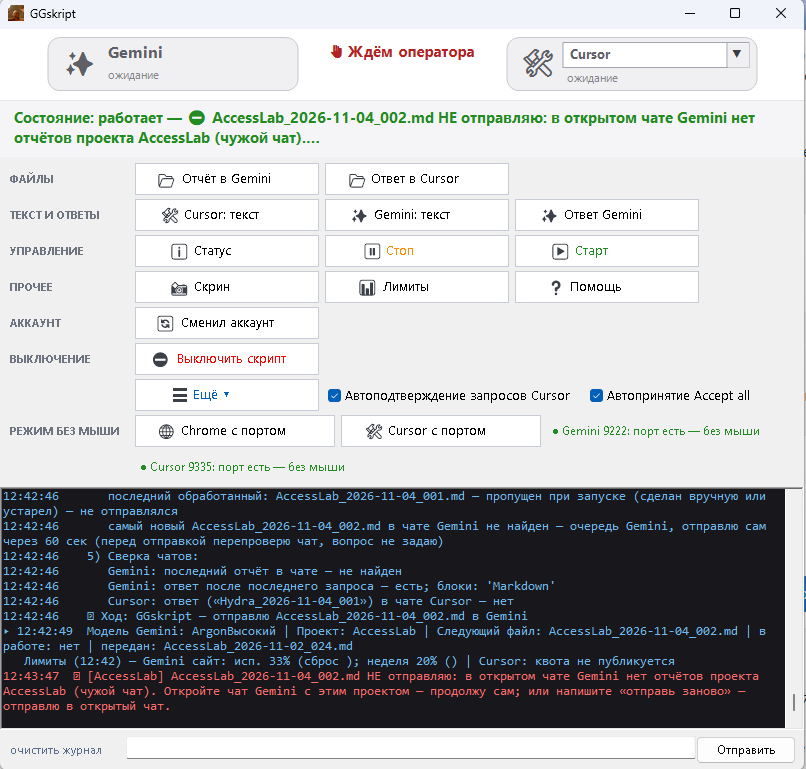 GGskript
Gemini
ожидание
Ждём оператора
Cursor
ожидание
Состояние: работает — AccessLab_2026-11-04_002.md НЕ отправляю: в открытом чате Gemini нет
отчётов проекта AccessLab (чужой чат)....
ФАЙЛЫ Отчёт в Gemini Ответ в Cursor
ТЕКСТ И ОТВЕТЫ Cursor: текст Gemini: текст Ответ Gemini
УПРАВЛЕНИЕ Статус Стоп Старт
ПРОЧЕЕ Скрин Лимиты Помощь
АККАУНТ Сменил аккаунт
ВЫКЛЮЧЕНИЕ Выключить скрипт
Ещё Автоподтверждение запросов Cursor Автопринятие Accept all
РЕЖИМ БЕЗ МЫШИ Chrome с портом Cursor с портом ● Gemini 9222: порт есть — без мыши
● Cursor 9335: порт есть — без мыши
12:42:46 последний обработанный: AccessLab_2026-11-04_001.md — пропущен при запуске (сделан вручную или
устарел) — не отправлялся
12:42:46 самый новый AccessLab_2026-11-04_002.md в чате Gemini не найден — очередь Gemini, отправлю сам
через 60 сек (перед отправкой перепроверю чат, вопрос не задаю)
12:42:46 5) Сверка чатов:
12:42:46 Gemini: последний отчёт в чате — не найден
12:42:46 Gemini: ответ после последнего запроса — есть; блоки: 'Markdown'
12:42:46 Cursor: ответ («Hydra_2026-11-04_001») в чате Cursor — нет
12:42:46 Ход: GGskript — отправлю AccessLab_2026-11-04_002.md в Gemini
▸ 12:42:49 Модель Gemini: ArgonВысокий | Проект: AccessLab | Следующий файл: AccessLab_2026-11-04_002.md | в
работе: нет | передан: AccessLab_2026-11-02_024.md
Лимиты (12:42) — Gemini сайт: исп. 33% (сброс ); неделя 20% () | Cursor: квота не публикуется
12:43:47 [AccessLab] AccessLab_2026-11-04_002.md НЕ отправляю: в открытом чате Gemini нет отчётов проекта
AccessLab (чужой чат). Откройте чат Gemini с этим проектом — продолжу сам; или напишите «отправь заново» —
отправлю в открытый чат.
очистить журнал Отправить